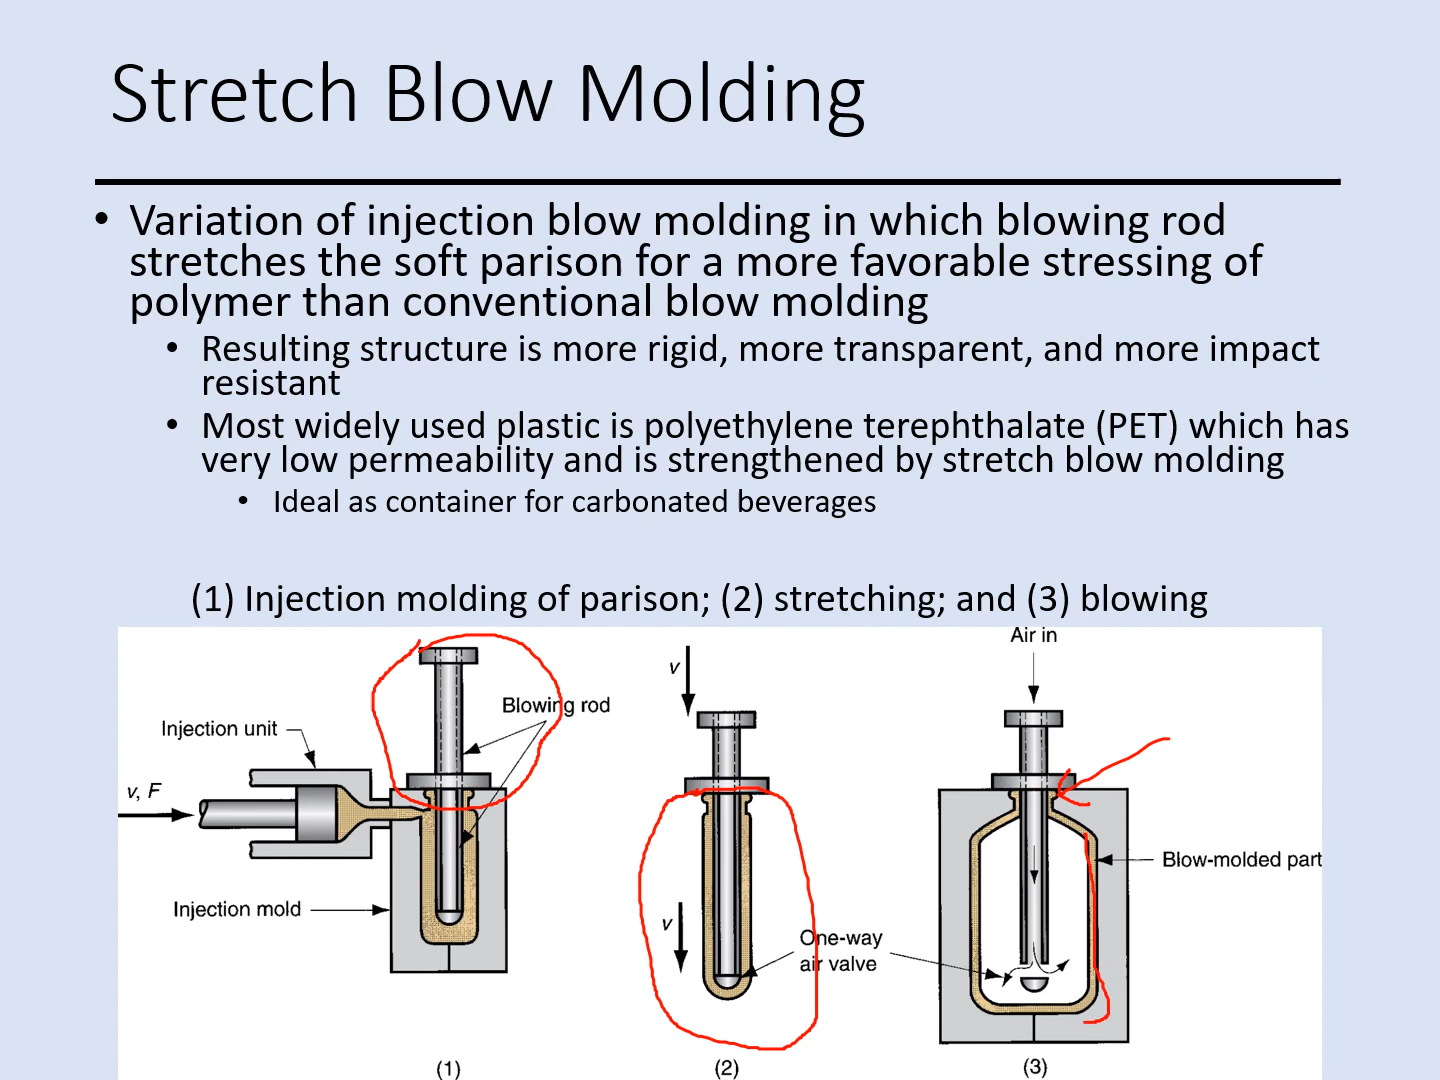 Stretch Blow Molding
• Variation of injection blow molding in which blowing rod
stretches the soft parison for a more favorable stressing of
polymer than conventional blow molding
• Resulting structure is more rigid, more transparent, and more impact
resistant
• Most widely used plastic is polyethylene terephthalate (PET) which has
very low permeability and is strengthened by stretch blow molding
• Ideal as container for carbonated beverages
(1) Injection molding of parison; (2) stretching; and (3) blowing
Air in
v
Blowing rod
Injection unit
v, F
Blow-molded part
Injection mold
v
One-way
air valve
(1)
(2)
(3)